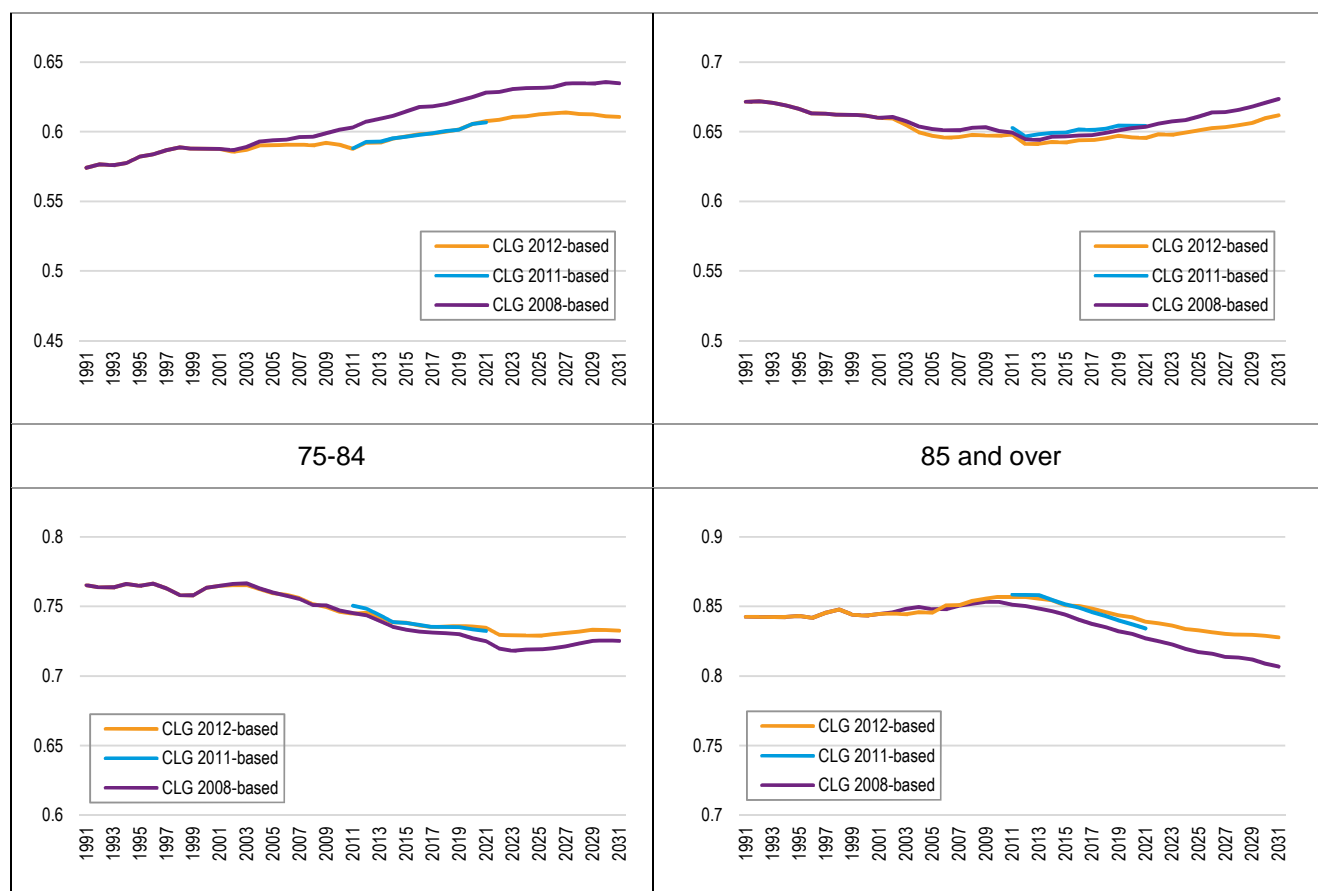 0.65
0.6
0.55
0.5
0.45
CLG 2012-based
CLG 2011-based
CLG 2008-based
1991 1993 1995 1997 1999 2001 2003 2005 2007 2009 2011 2013 2015 2017 2019 2021 2023 2025 2027 2029 2031
0.7
0.65
0.6
0.55
0.5
CLG 2012-based
CLG 2011-based
CLG 2008-based
1991 1993 1995 1997 1999 2001 2003 2005 2007 2009 2011 2013 2015 2017 2019 2021 2023 2025 2027 2029 2031
75-84
85 and over
0.8
0.75
0.7
0.65
0.6
CLG 2012-based
CLG 2011-based
CLG 2008-based
1991 1993 1995 1997 1999 2001 2003 2005 2007 2009 2011 2013 2015 2017 2019 2021 2023 2025 2027 2029 2031
0.9
0.85
0.8
0.75
0.7
CLG 2012-based
CLG 2011-based
CLG 2008-based
1991 1993 1995 1997 1999 2001 2003 2005 2007 2009 2011 2013 2015 2017 2019 2021 2023 2025 2027 2029 2031